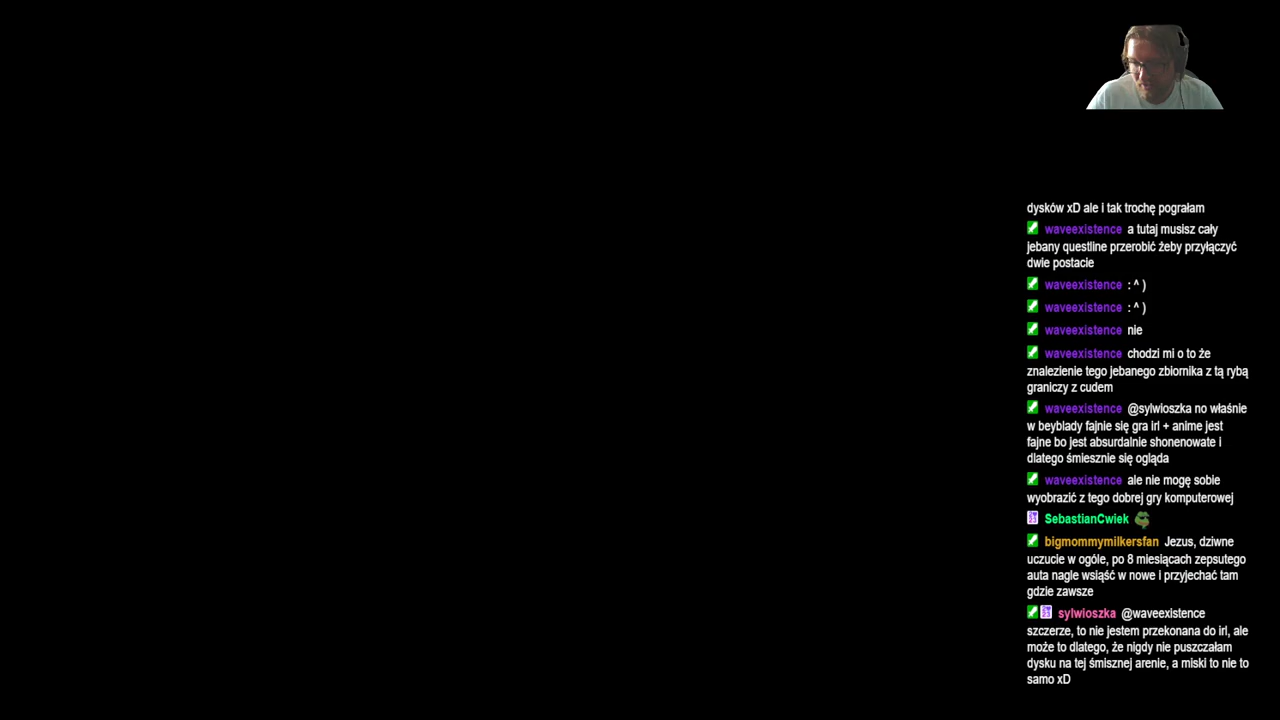 dysków xD ale i tak trochę pograłam
waveexistence a tutaj musisz cały
jebany questline przerobić żeby przyłączyć
dwie postacie
waveexistence : ^ )
waveexistence : ^ )
waveexistence nie
waveexistence chodzi mi o to że
znalezienie tego jebanego zbiornika z tą rybą
graniczy z cudem
waveexistence @sylwioszka no właśnie
w beyblady fajnie się gra irl + anime jest
fajne bo jest absurdalnie shonenowate i
dlatego śmiesznie się ogląda
waveexistence ale nie mogę sobie
wyobrazić z tego dobrej gry komputerowej
SebastianCwiek
bigmommymilkersfan Jezus, dziwne
uczucie w ogóle, po 8 miesiącach zepsutego
auta nagle wsiąść w nowe i przyjechać tam
gdzie zawsze
sylwioszka @waveexistence
szczerze, to nie jestem przekonana do irl, ale
może to dlatego, że nigdy nie puszczałam
dysku na tej śmisznej arenie, a miski to nie to
samo xD